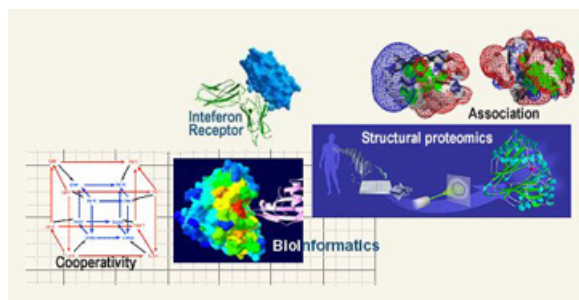 Inteferon
Receptor
Association
Structural proteomics
Bioinformatics
Cooperativity